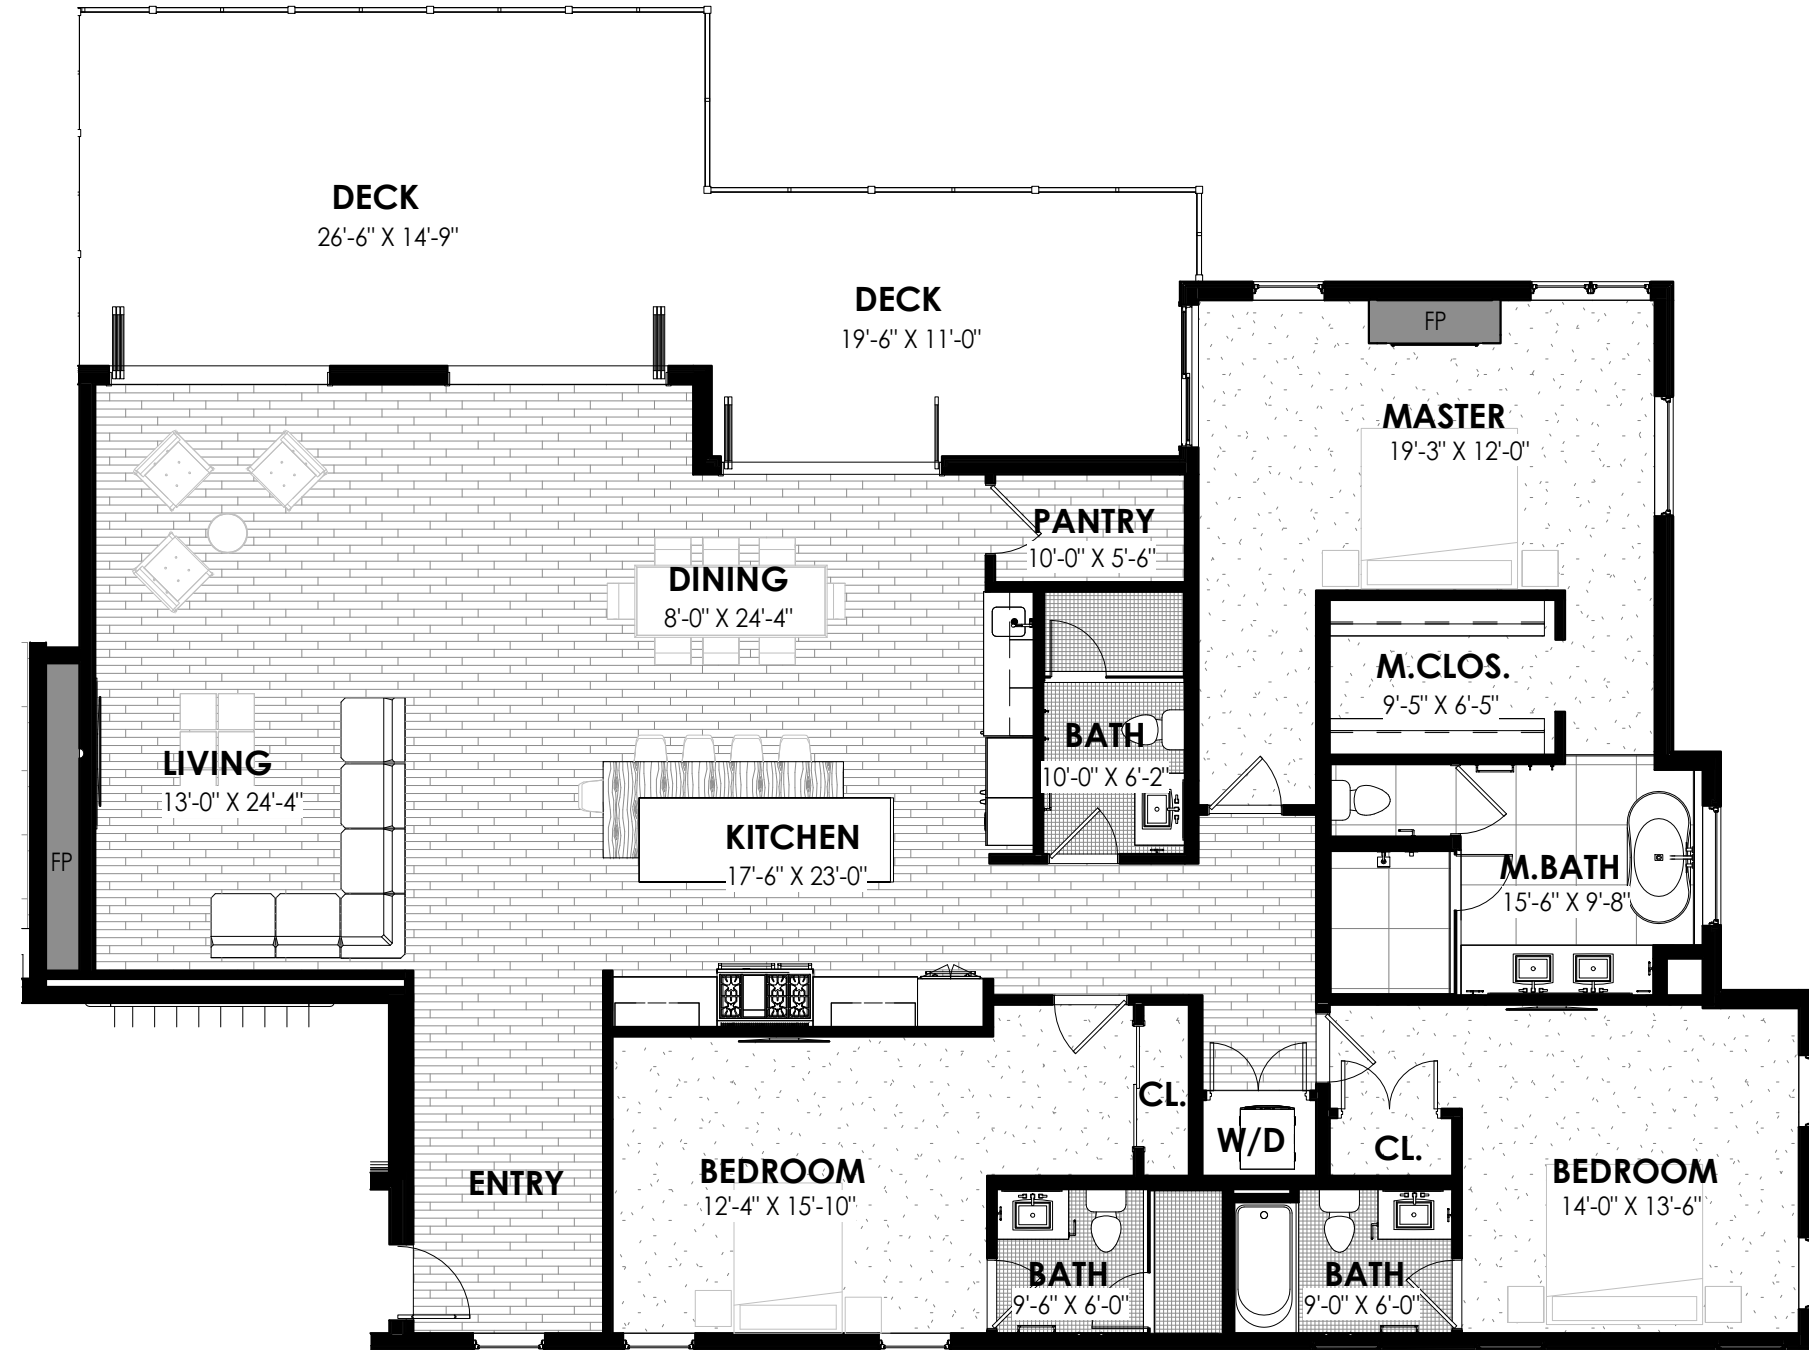 DECK
26'-6" X 14'-9"
DECK
19'-6" X 11'-0"
FP
MASTER
19'-3" X 12'-0"
PANTRY
10'-0" X 5'-6"
DINING
8'-0" X 24'-4"
M.CLOS.
9'-5" X 6'-5"
BATH
10'-0" X 6'-2"
LIVING
13'-0" X 24'-4"
KITCHEN
17'-6" X 23'-0"
FP
M.BATH
15'-6" X 9'-8"
CL.
W/D
CL.
ENTRY
BEDROOM
12'-4" X 15'-10"
BEDROOM
14'-0" X 13'-6"
BATH
9'-6" X 6'-0"
BATH
9'-0" X 6'-0"